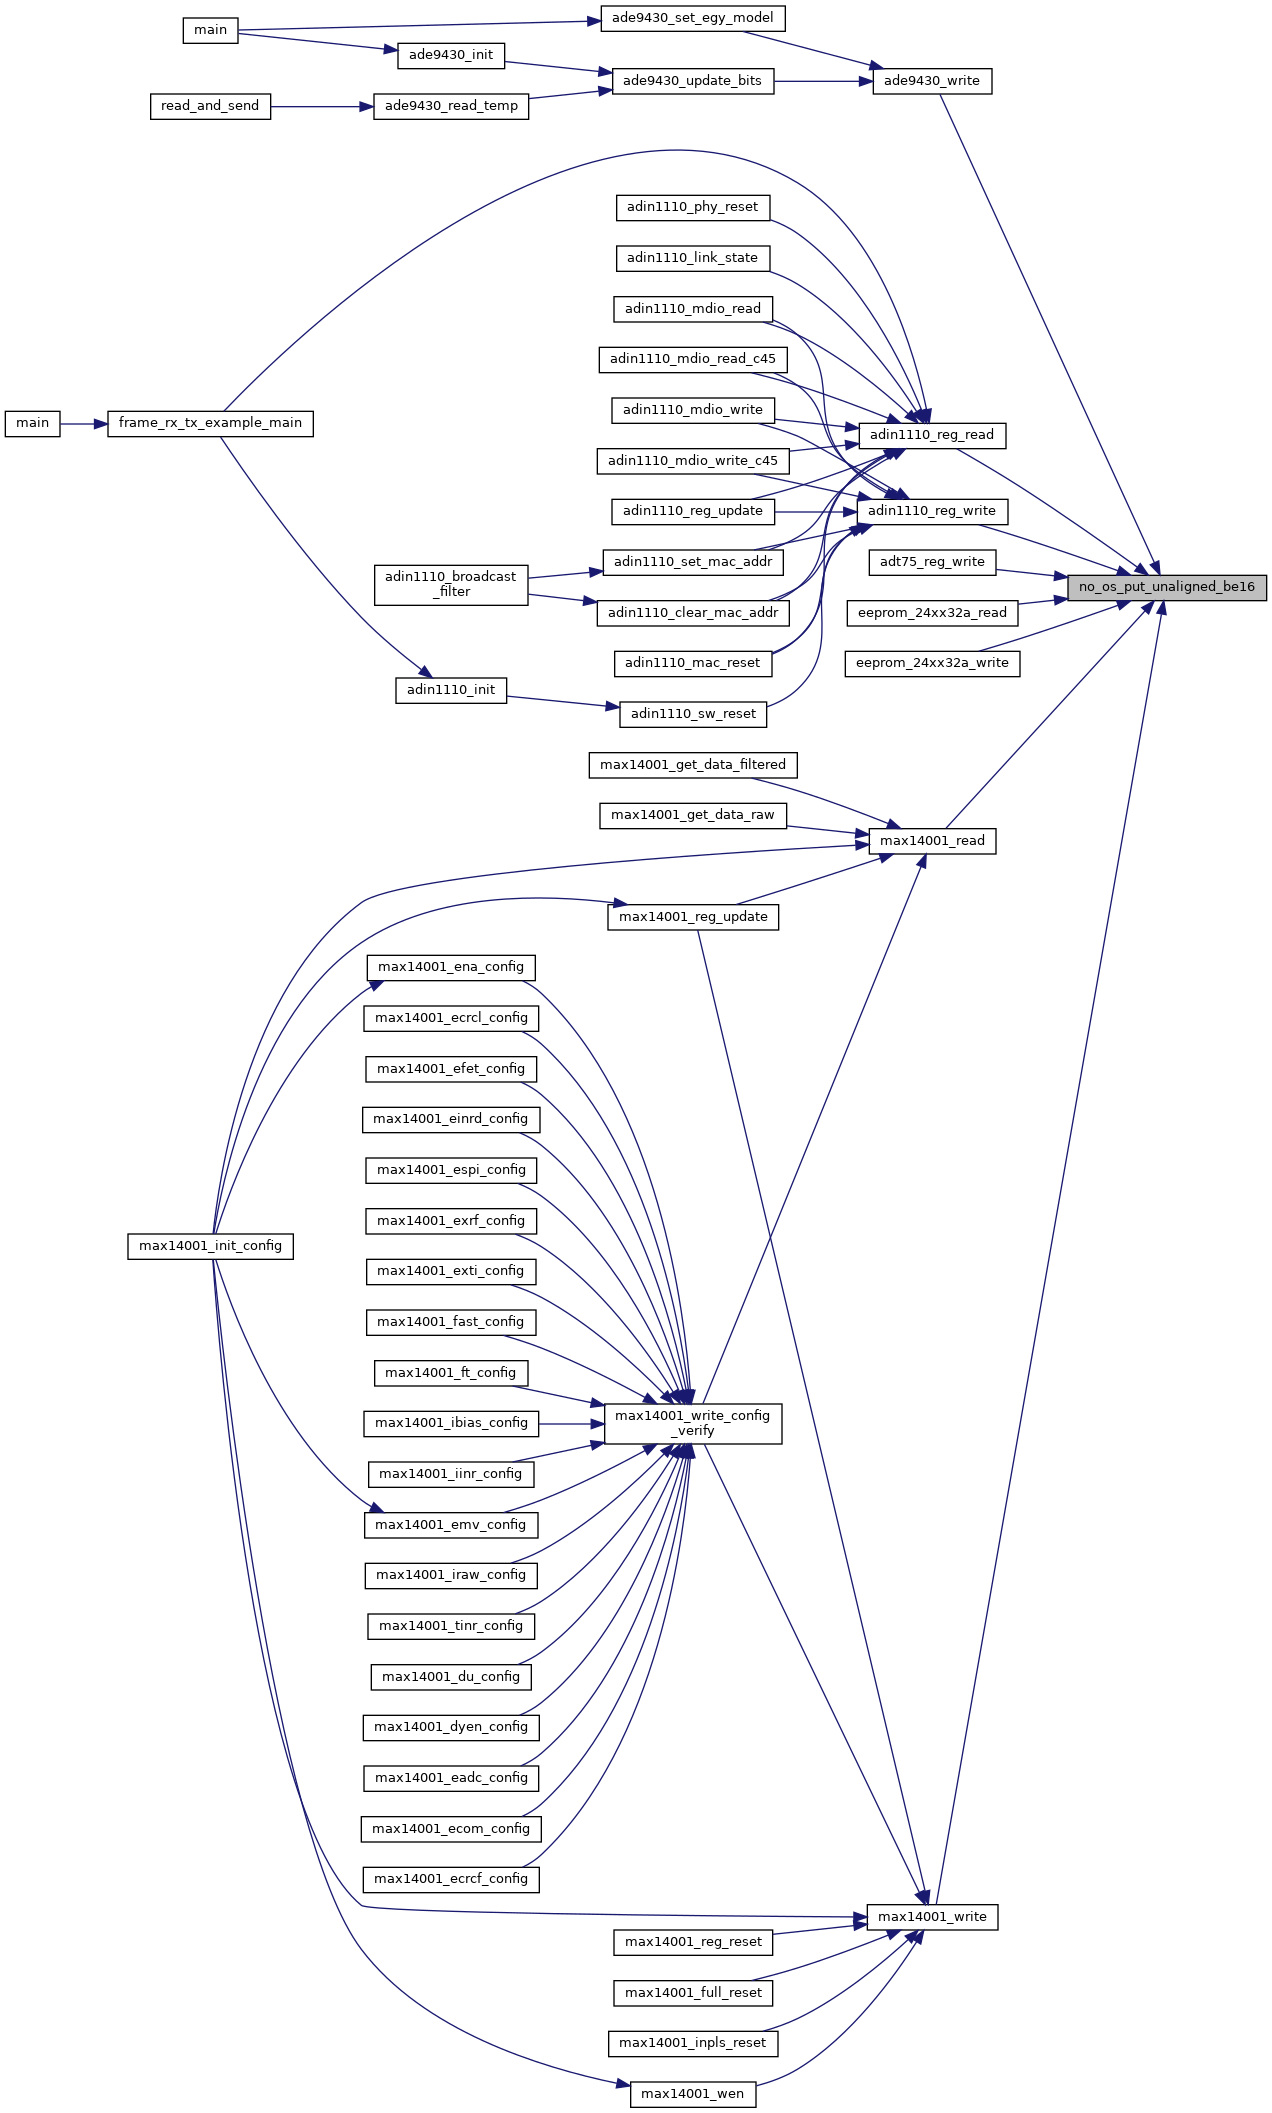 ade9430_set_egy_model
main
ade9430_init
ade9430_update_bits
ade9430_write
read_and_send
ade9430_read_temp
adin1110_phy_reset
adin1110_link_state
adin1110_mdio_read
adin1110_mdio_read_c45
adin1110_mdio_write
main
frame_rx_tx_example_main
adin1110_reg_read
adin1110_mdio_write_c45
adin1110_reg_update
adin1110_reg_write
adin1110_set_mac_addr
adt75_reg_write
adin1110_broadcast
_filter
no_os_put_unaligned_be16
adin1110_clear_mac_addr
eeprom_24xx32a_read
adin1110_mac_reset
eeprom_24xx32a_write
adin1110_init
adin1110_sw_reset
max14001_get_data_filtered
max14001_get_data_raw
max14001_read
max14001_reg_update
max14001_ena_config
max14001_ecrcl_config
max14001_efet_config
max14001_einrd_config
max14001_espi_config
max14001_exrf_config
max14001_init_config
max14001_exti_config
max14001_fast_config
max14001_ft_config
max14001_write_config
_verify
max14001_ibias_config
max14001_iinr_config
max14001_emv_config
max14001_iraw_config
max14001_tinr_config
max14001_du_config
max14001_dyen_config
max14001_eadc_config
max14001_ecom_config
max14001_ecrcf_config
max14001_write
max14001_reg_reset
max14001_full_reset
max14001_inpls_reset
max14001_wen